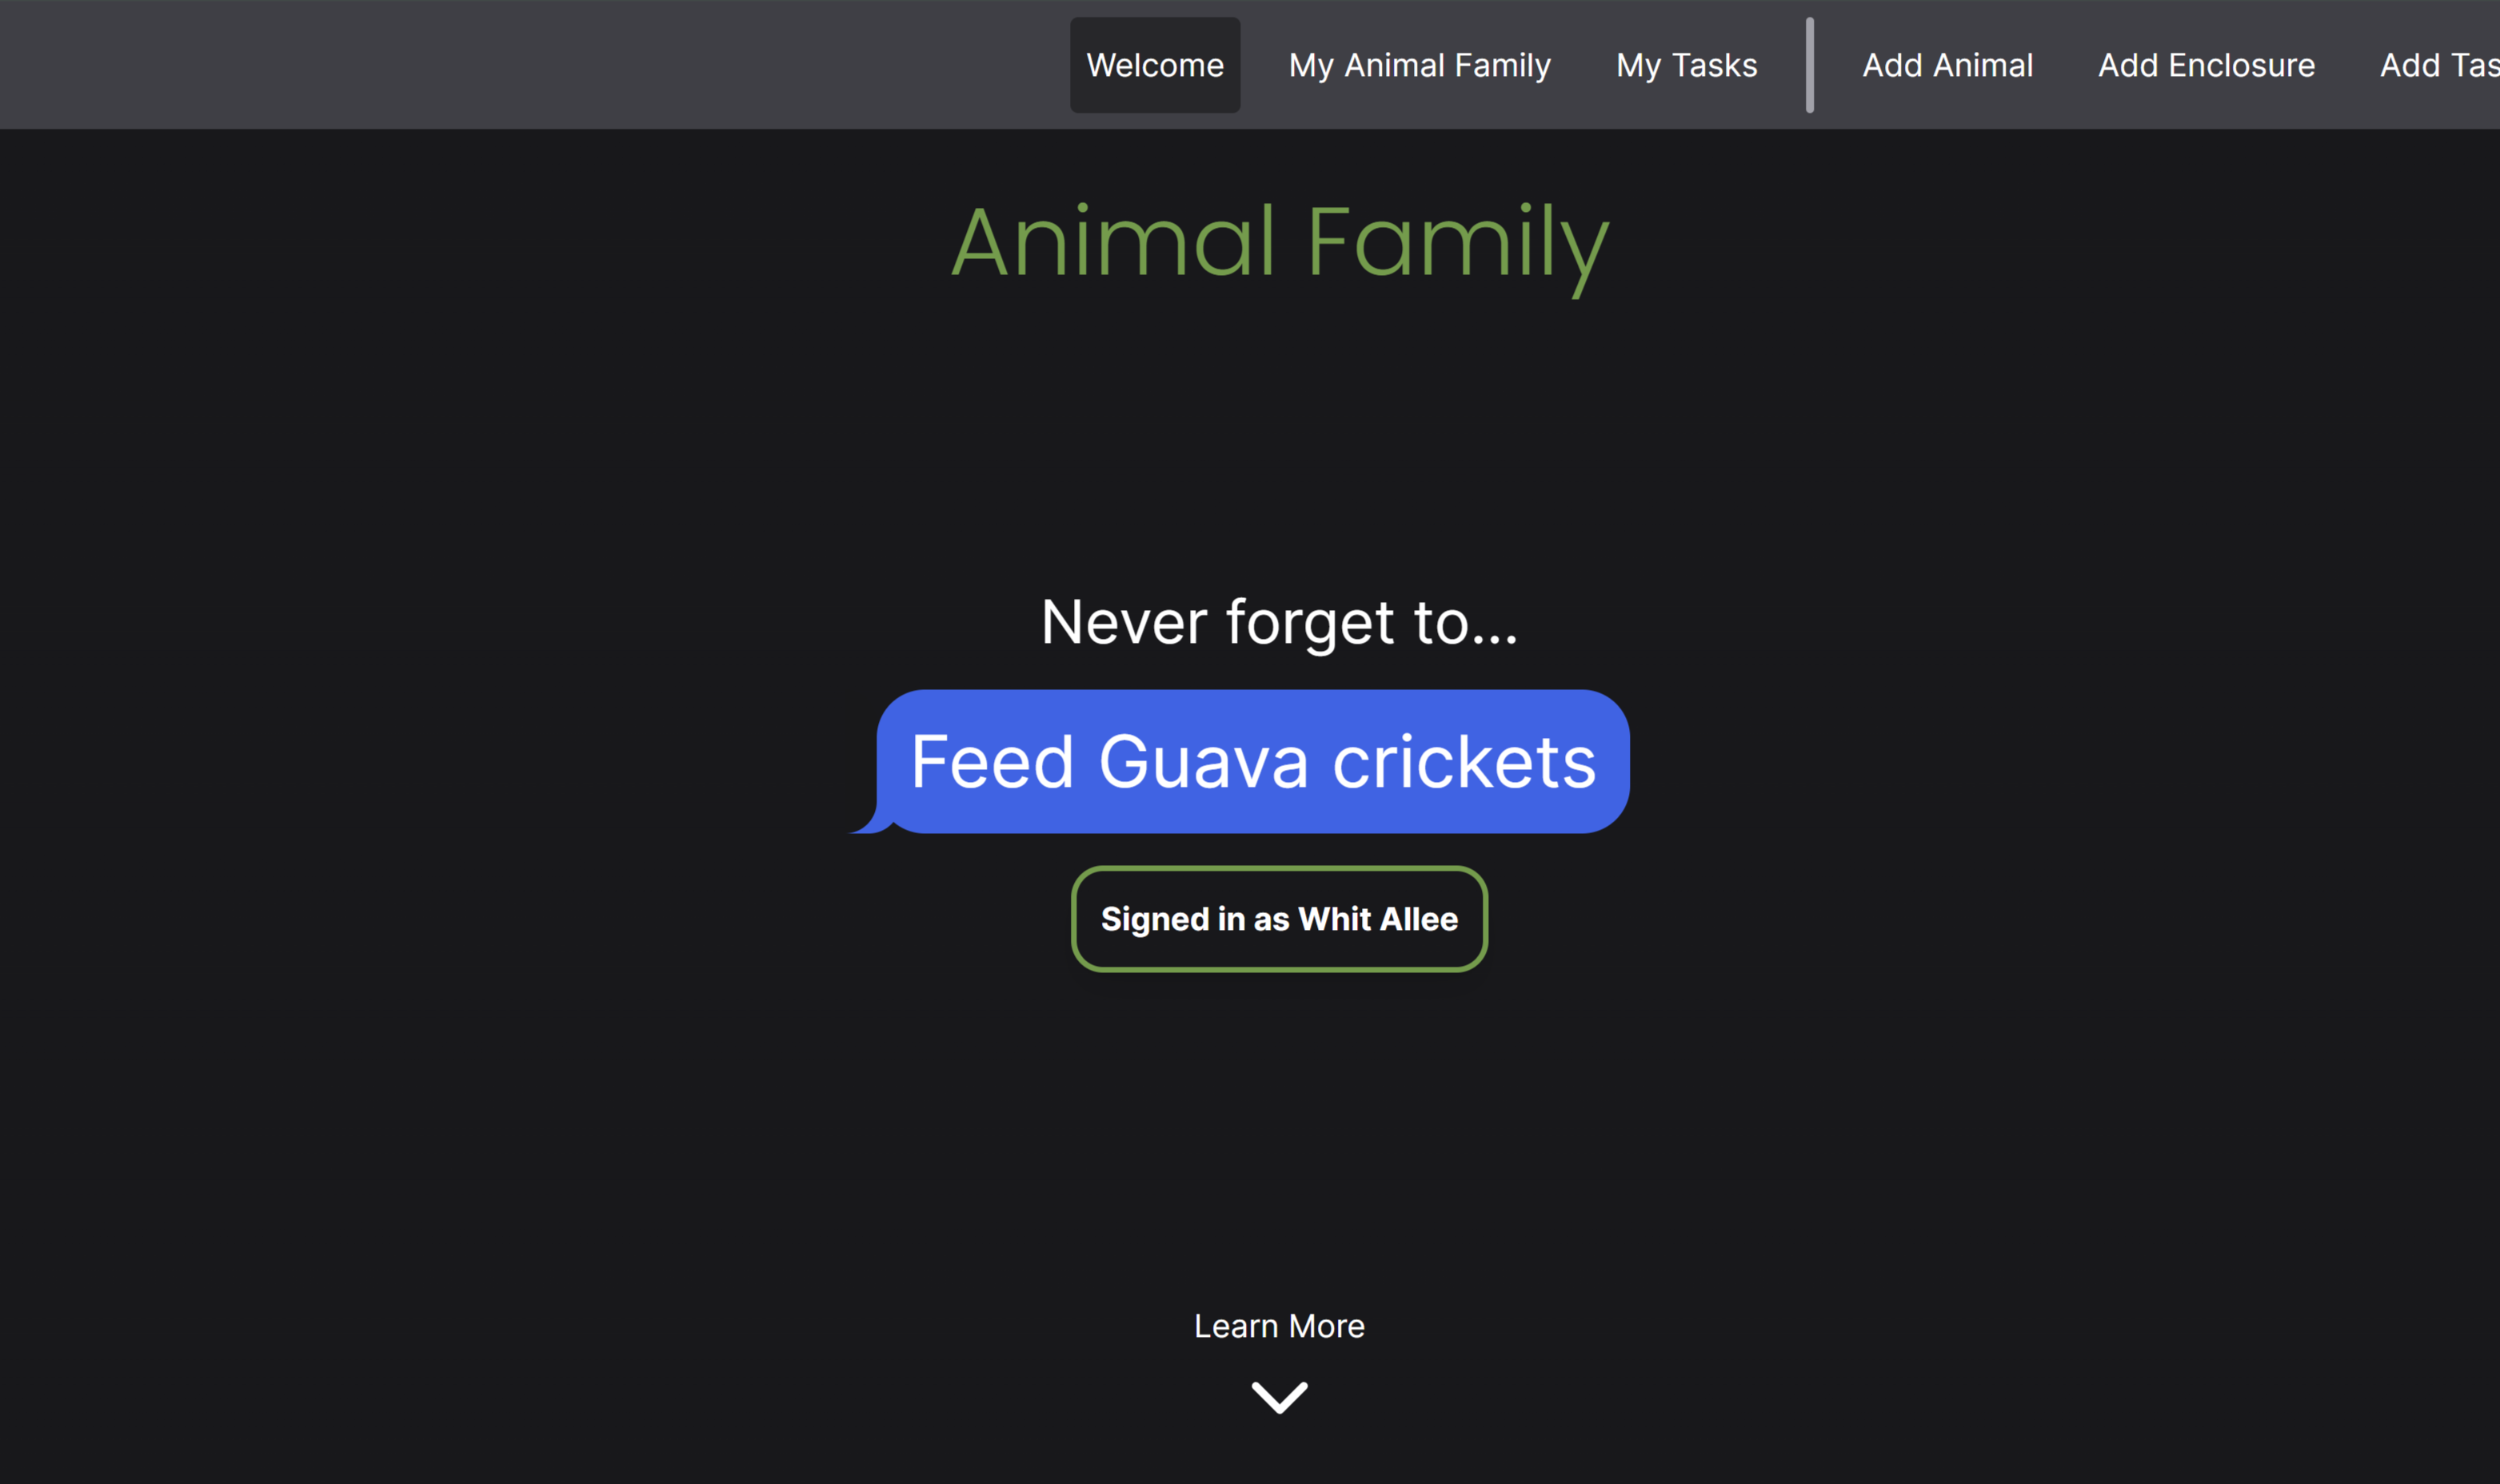 Welcome My Animal Family My Tasks Add Animal Add Enclosure Add Tas
Animal Family
Never forget to...
Feed Guava crickets
Signed in as Whit Allee
Learn More